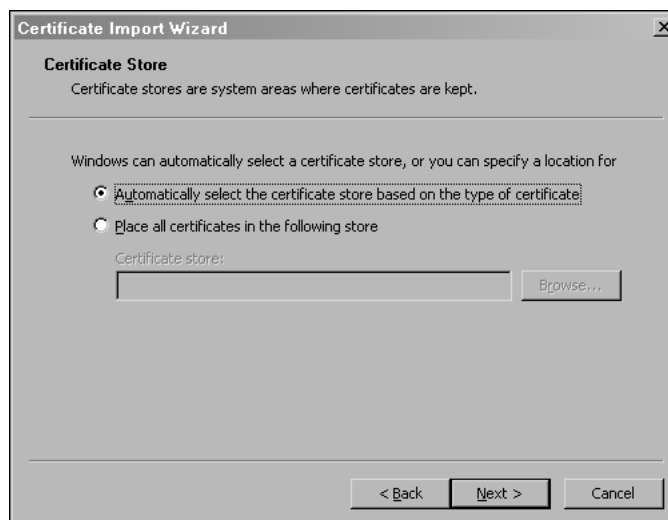 Certificate Import Wizard
Certificate Store
Certificate stores are system areas where certificates are kept.
Windows can automatically select a certificate store, or you can specify a location for
Automatically select the certificate store based on the type of certificate
Place all certificates in the following store
Certificate store:
Browse...
< Back Next > Cancel